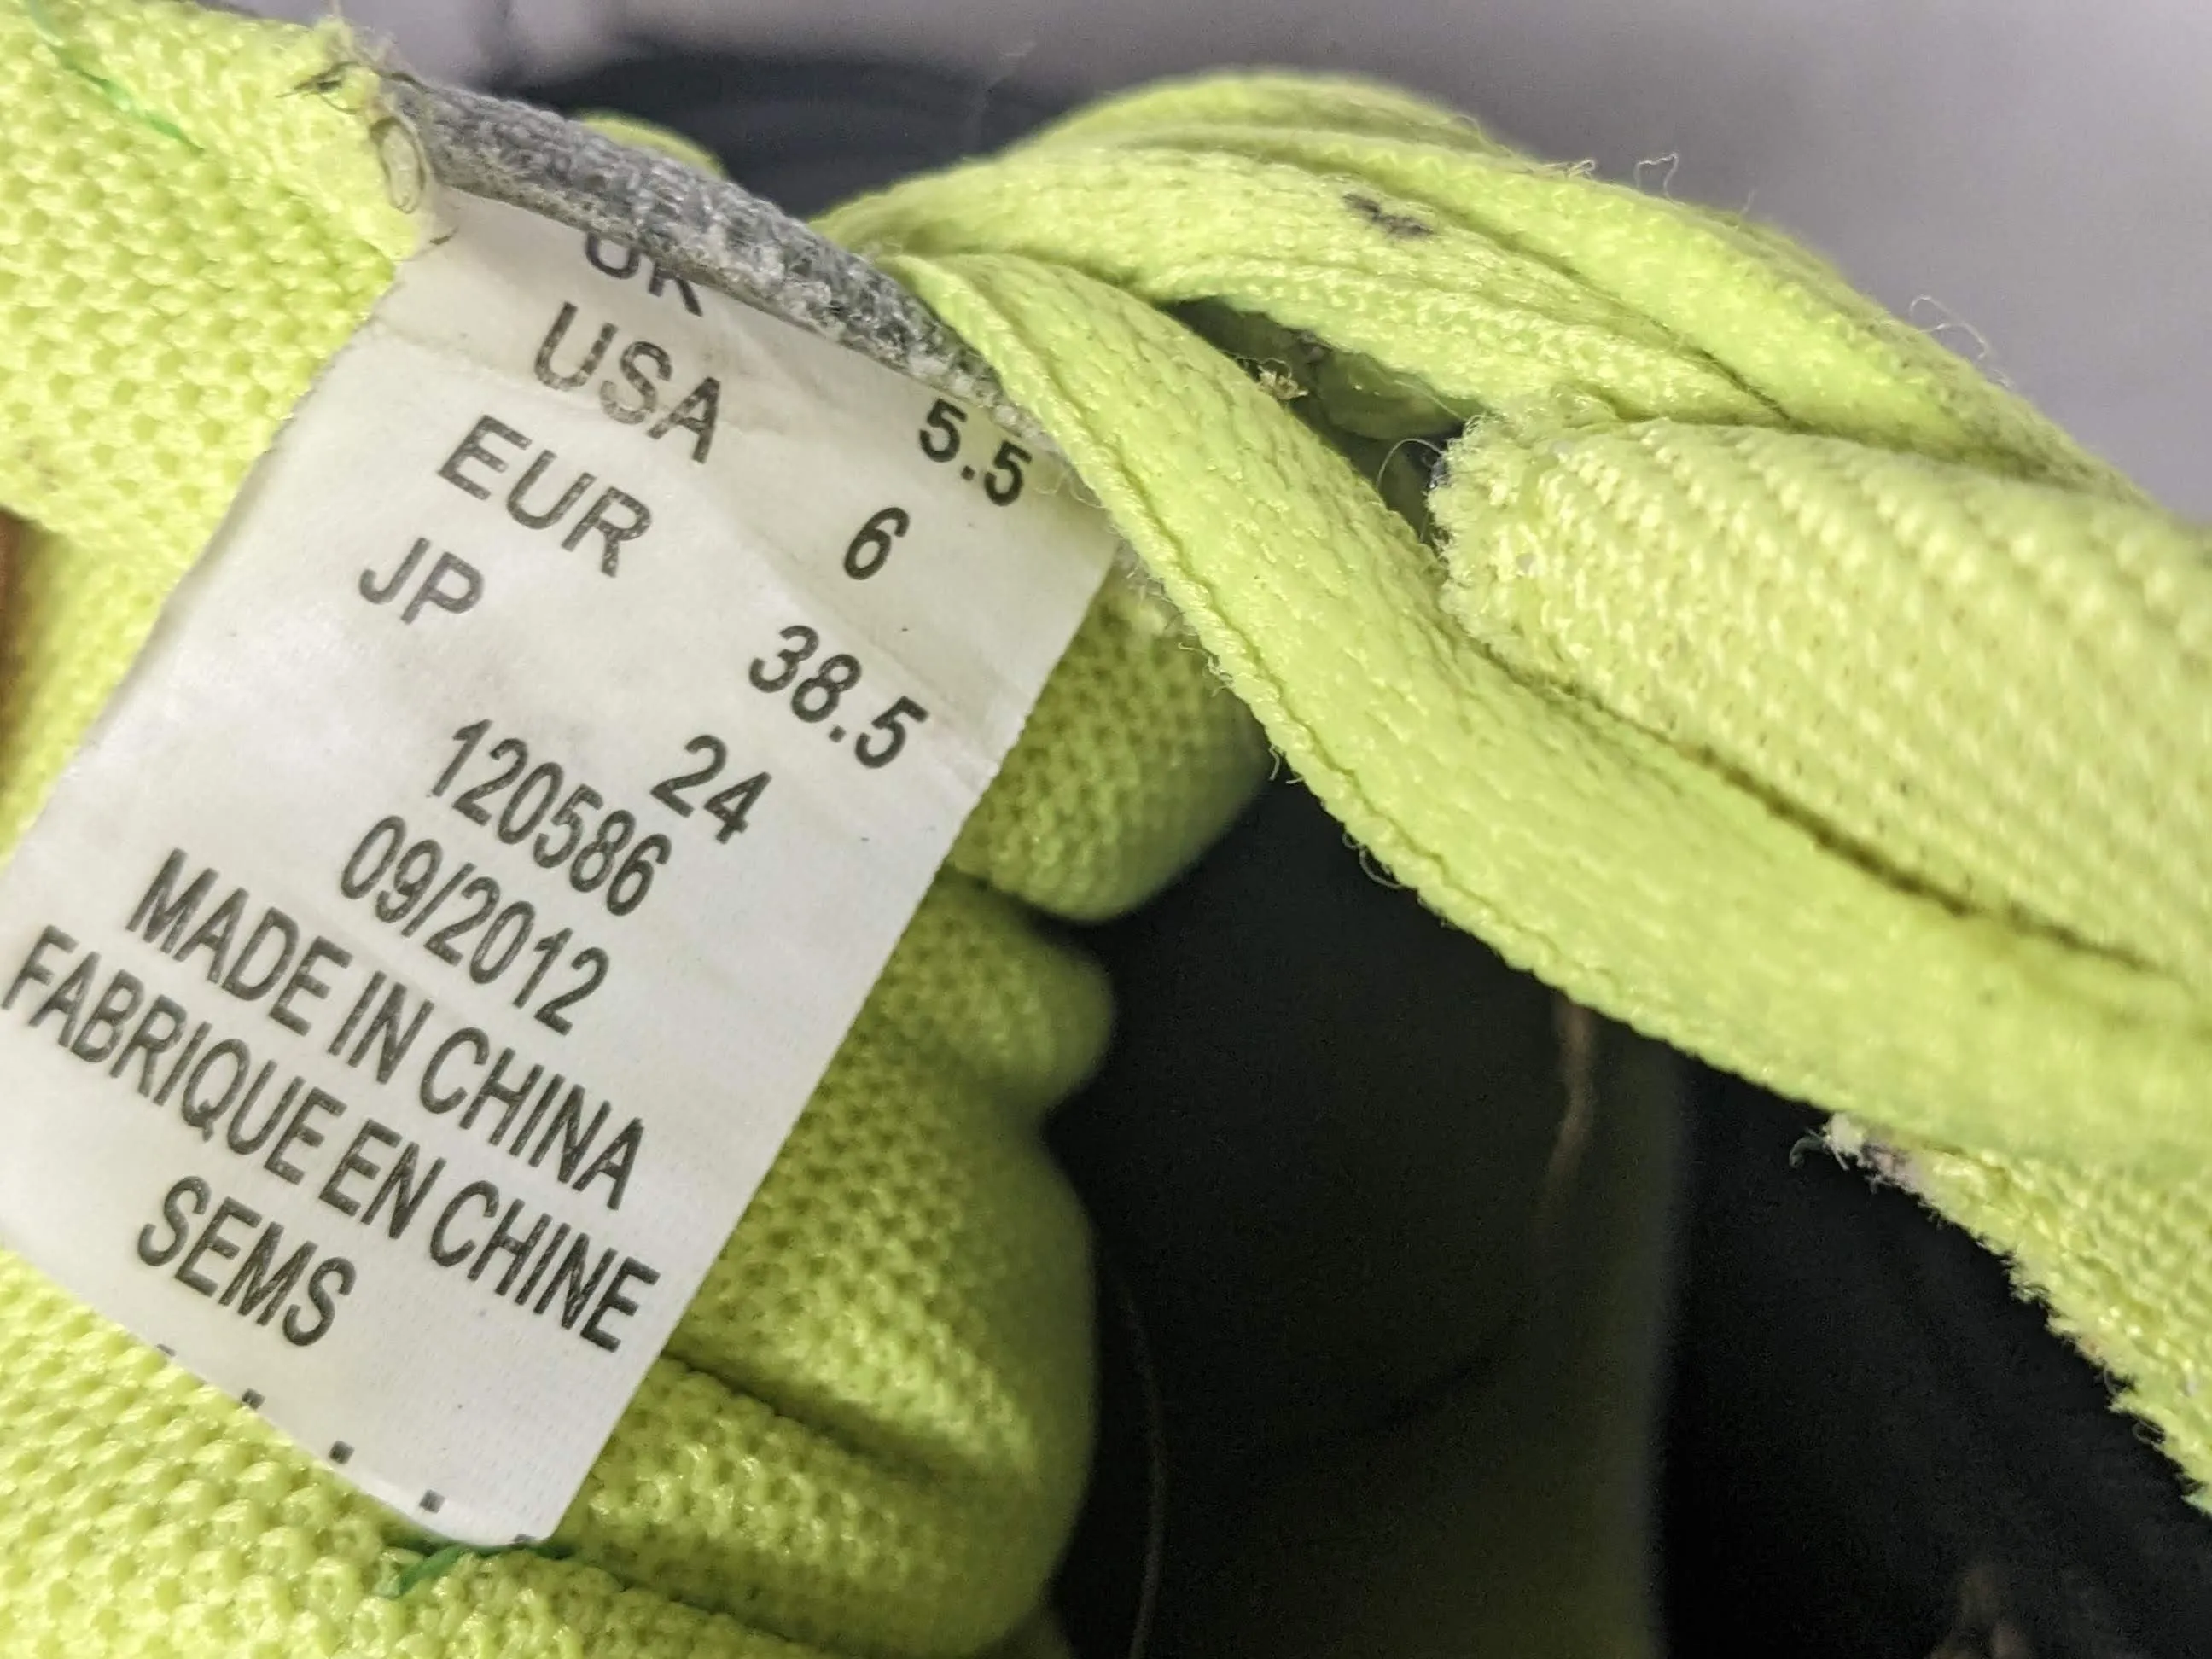 UK 5.5
USA 6
EUR 38.5
JP 24
120586
09/2012
MADE IN CHINA
FABRIQUE EN CHINE
SEMS